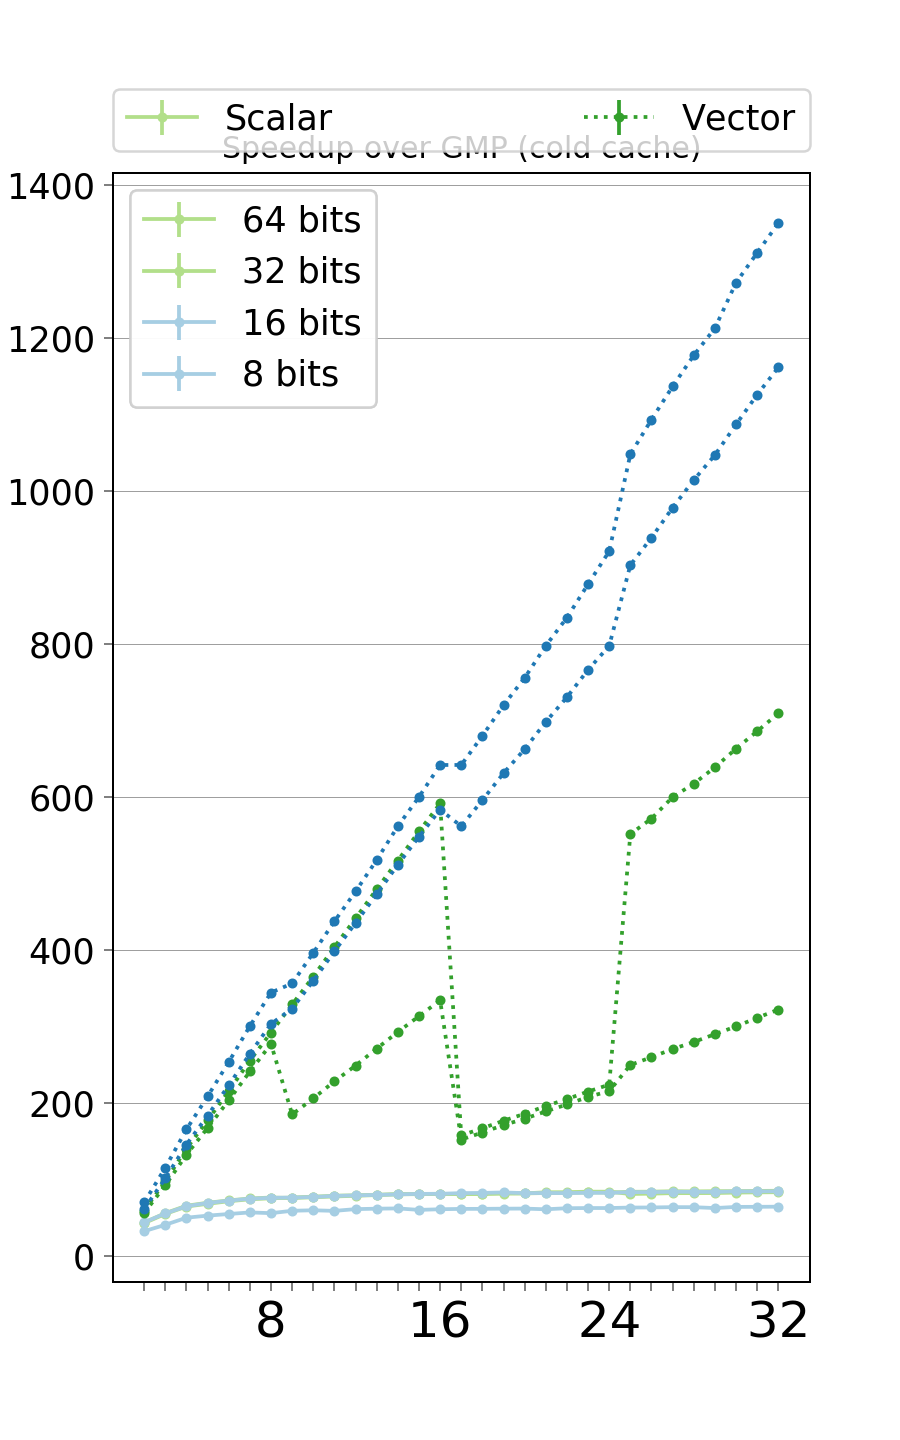 Scalar
Vector
Speedup over GMP (cold cache)
1400
64 bits
32 bits
16 bits
1200
8 bits
1000
800
600
400
200
0
8 16 24 32